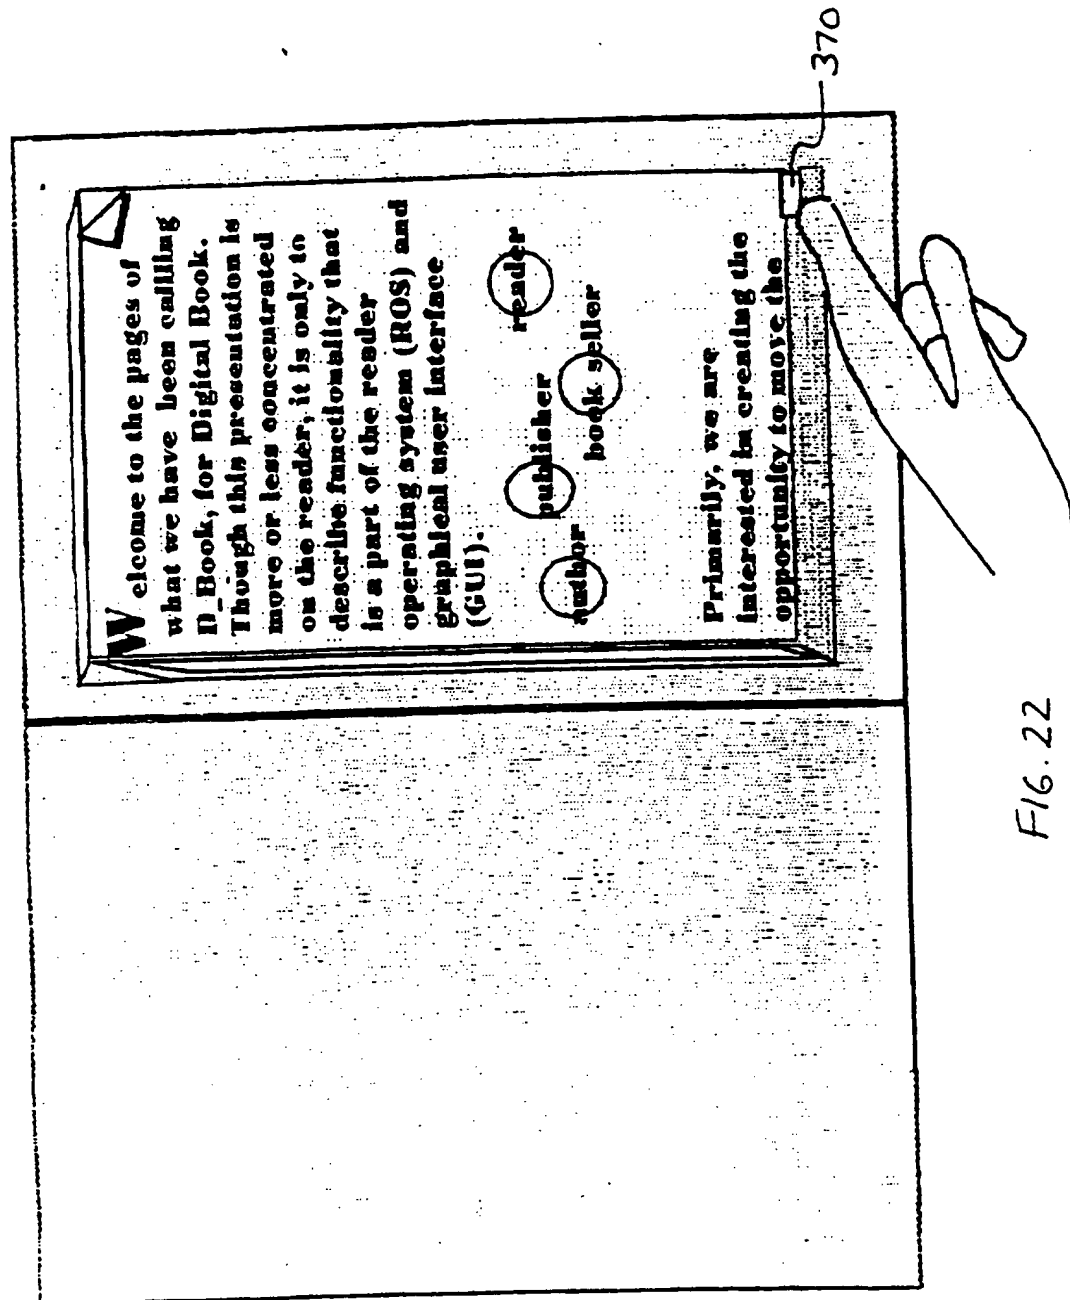 Welcome to the pages of
what we have been callling
D_Book, for Digital Book.
Though this presentation is
more or less concentrated
on the reader, it is only to
describe functionality that
is a part of the reader
operating system (ROS) and
graphical user interface
(GUI).
author
publisher
book seller
reader
Primarily, we are
interested in creating the
opportunity to move the
370
FIG. 22